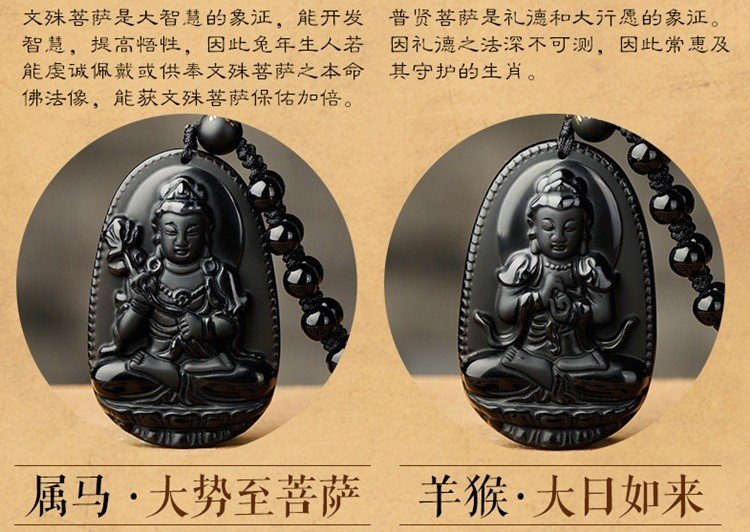 文殊菩萨是大智慧的象征，能开发
智慧，提高悟性，因此兔年生人若
能虔诚佩戴或供奉文殊菩萨之本命
佛法像，能获文殊菩萨保佑加倍。
普贤菩萨是礼德和大行愿的象征。
因礼德之法深不可测，因此常惠及
其守护的生肖。
属马·大势至菩萨
羊猴·大日如来